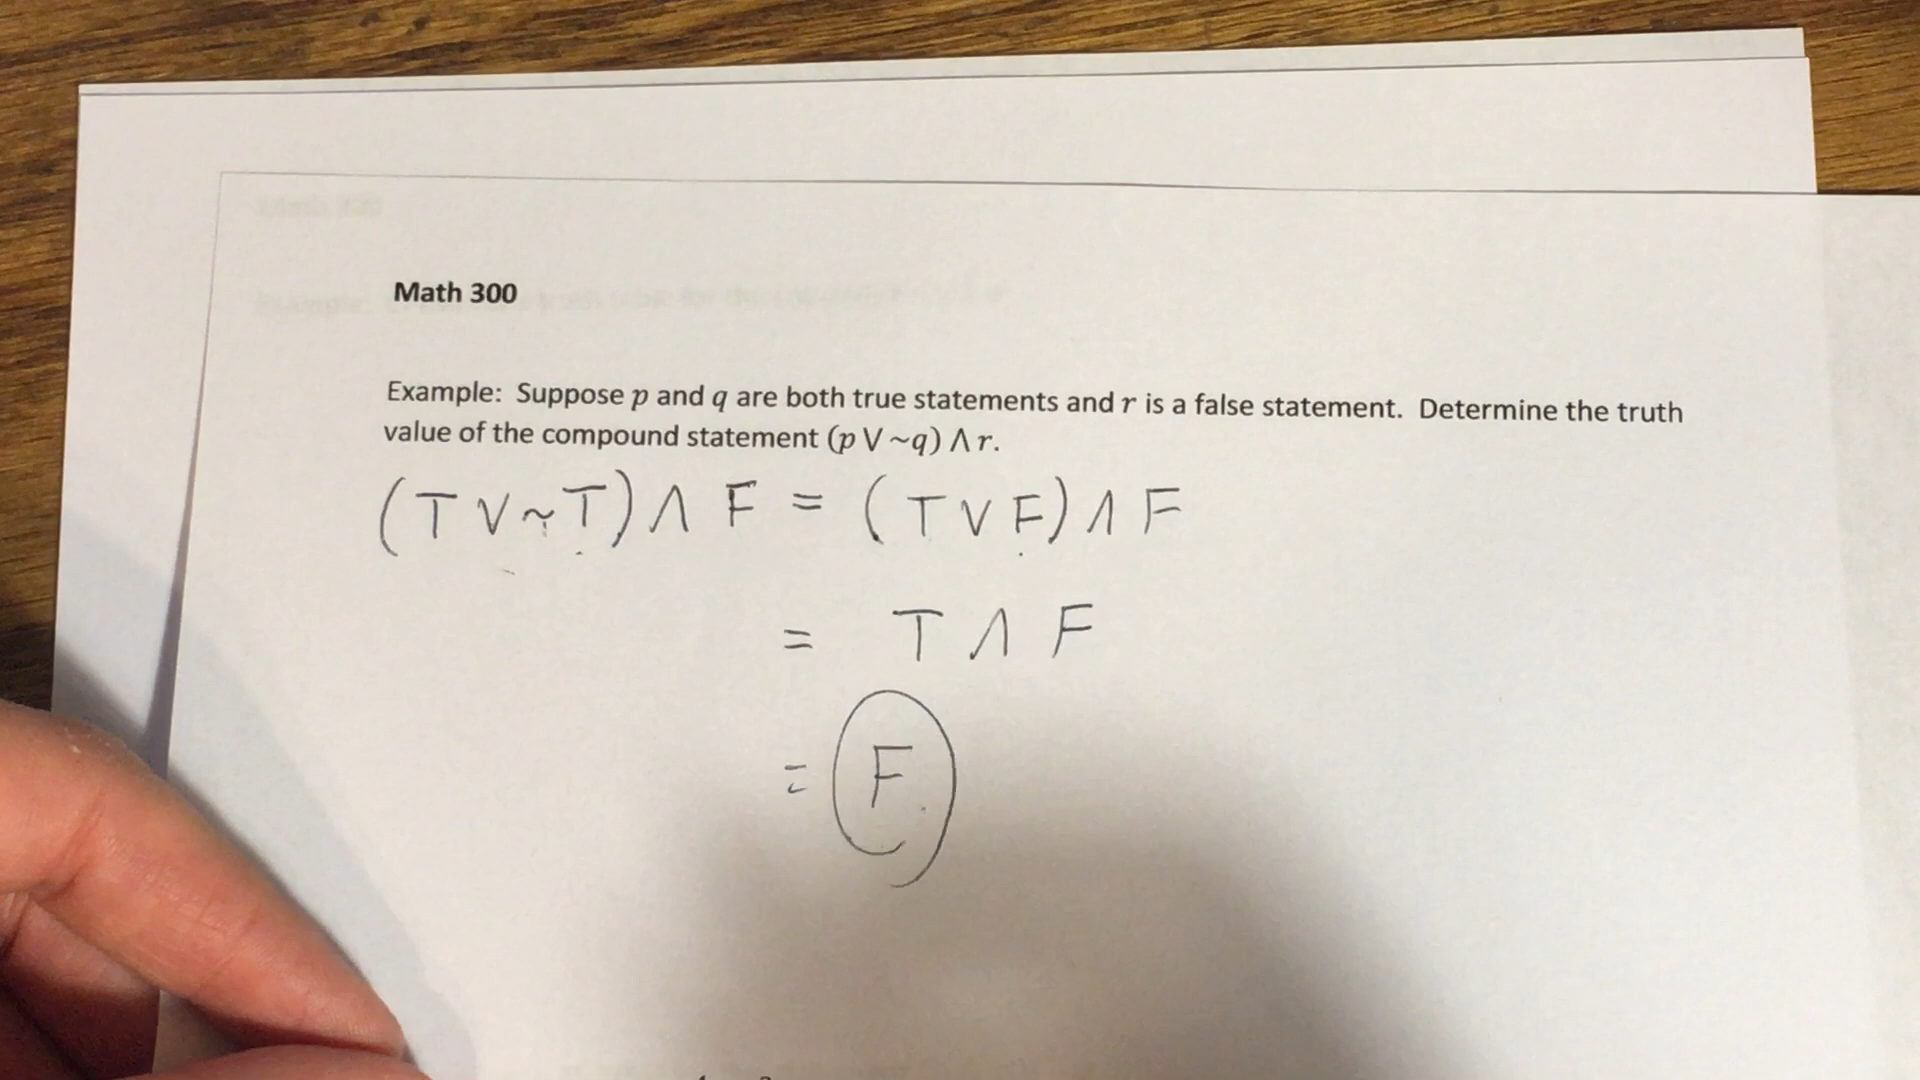 Math 300
Example: Suppose p and q are both true statements and r is a false statement. Determine the truth
value of the compound statement (p ∨ ~q) ∧ r.
(T ∨ ~T) ∧ F = (T ∨ F) ∧ F
= T ∧ F
= F